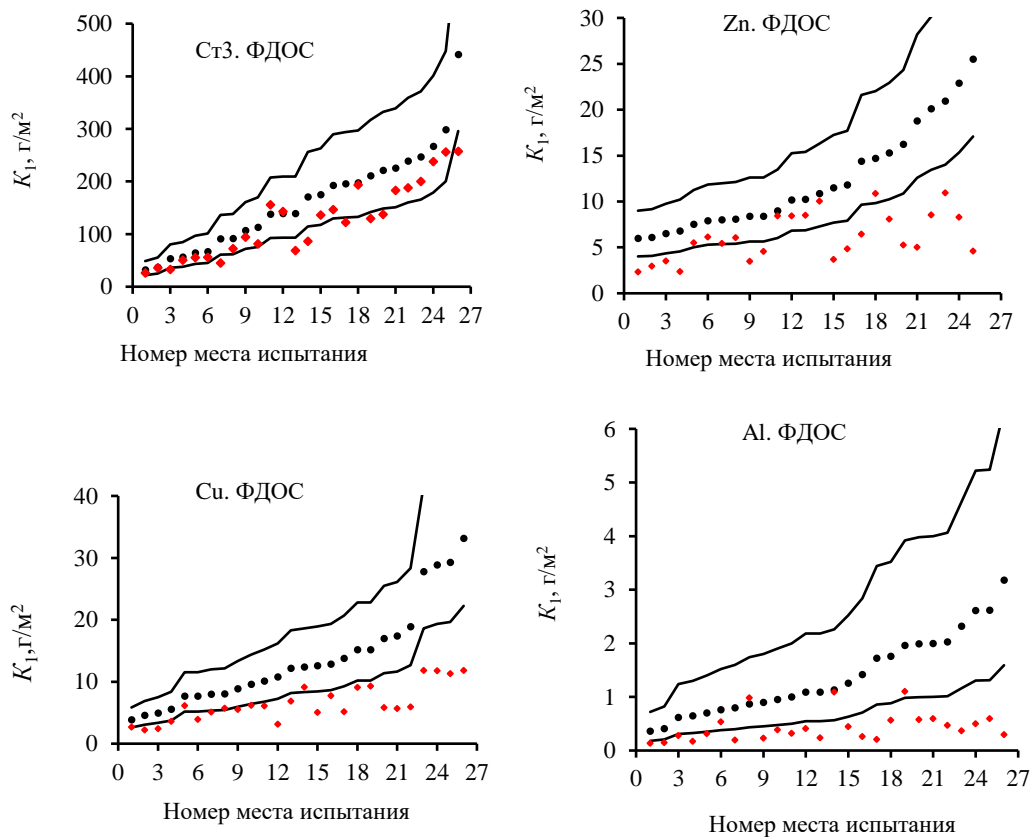 Ст3. ФДОС
K1, г/м2
500
400
300
200
100
0
0 3 6 9 12 15 18 21 24 27
Номер места испытания
Zn. ФДОС
K1, г/м2
30
25
20
15
10
5
0
0 3 6 9 12 15 18 21 24 27
Номер места испытания
Cu. ФДОС
K1,г/м2
40
30
20
10
0
0 3 6 9 12 15 18 21 24 27
Номер места испытания
Al. ФДОС
K1, г/м2
6
5
4
3
2
1
0
0 3 6 9 12 15 18 21 24 27
Номер места испытания